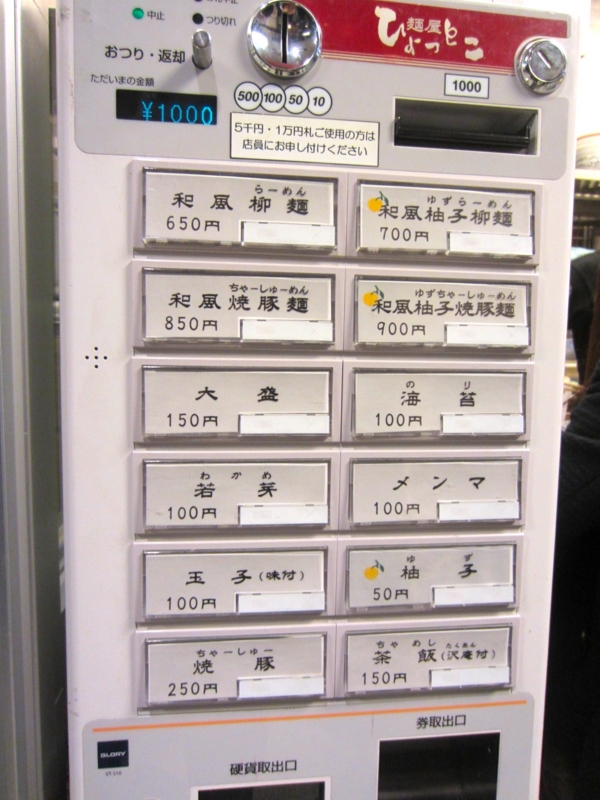 中止
つり切れ
おつり・返却
麺屋
ひょっとこ
ただいまの金額
¥1000
500 100 50 10
1000
5千円・1万円札ご使用の方は
店員にお申し付けください
らーめん
和風柳麺
650円
ゆずらーめん
和風柚子柳麺
700円
ちゃーしゅーめん
和風焼豚麺
850円
ゆずちゃーしゅーめん
和風柚子焼豚麺
900円
大盛
150円
のり
海苔
100円
わかめ
若芽
100円
メンマ
100円
玉子(味付)
100円
ゆず
柚子
50円
ちゃーしゅー
焼豚
250円
ちゃめし たくあん
茶飯(沢庵付)
150円
GLORY
硬貨取出口
券取出口